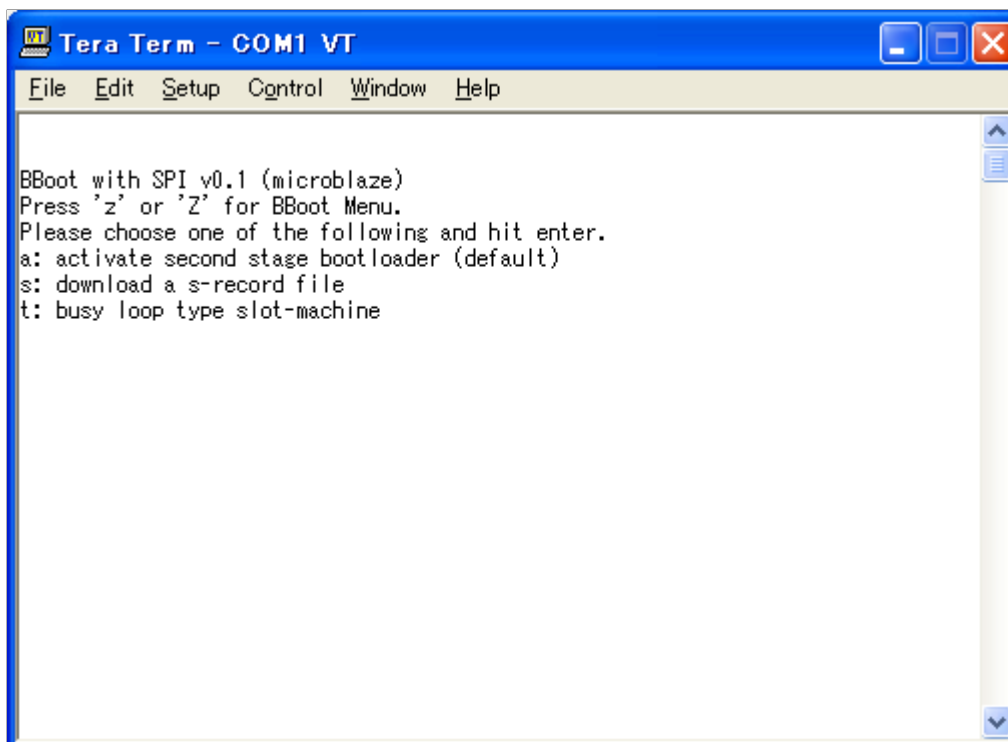 Tera Term - COM1 VT
File Edit Setup Control Window Help
BBoot with SPI v0.1 (microblaze)
Press 'z' or 'Z' for BBoot Menu.
Please choose one of the following and hit enter.
a: activate second stage bootloader (default)
s: download a s-record file
t: busy loop type slot-machine